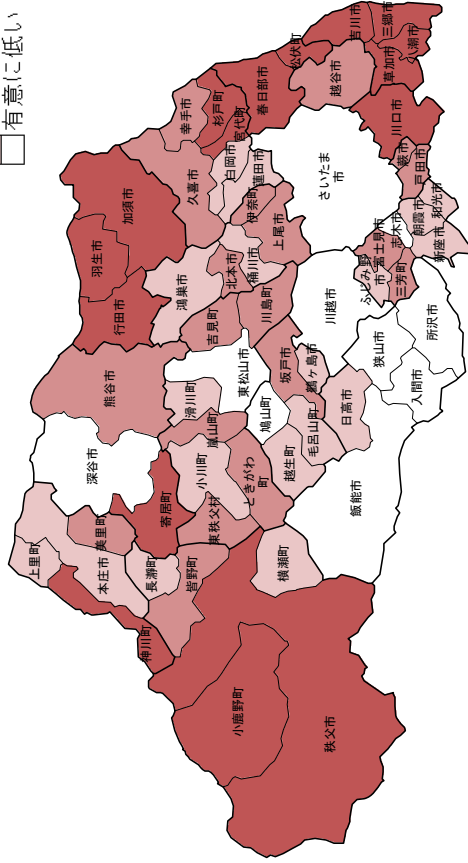 有意に低い
吉川市
三郷市
八潮市
草加市
松伏町
越谷市
川口市
春日部市
杉戸町
宮代町
幸手市
白岡市
蓮田市
さいたま
市
蕨市
戸田市
和光市
朝霞市
新座市
志木市
富士見市
ふじみ野
市
三芳町
加須市
久喜市
伊奈町
上尾市
羽生市
行田市
鴻巣市
北本市
桶川市
川島町
吉見町
川越市
所沢市
狭山市
入間市
熊谷市
東松山市
坂戸市
鶴ヶ島市
日高市
滑川町
嵐山町
鳩山町
毛呂山町
越生町
深谷市
小川町
ときがわ
町
飯能市
寄居町
東秩父村
美里町
上里町
本庄市
長瀞町
皆野町
横瀬町
神川町
小鹿野町
秩父市